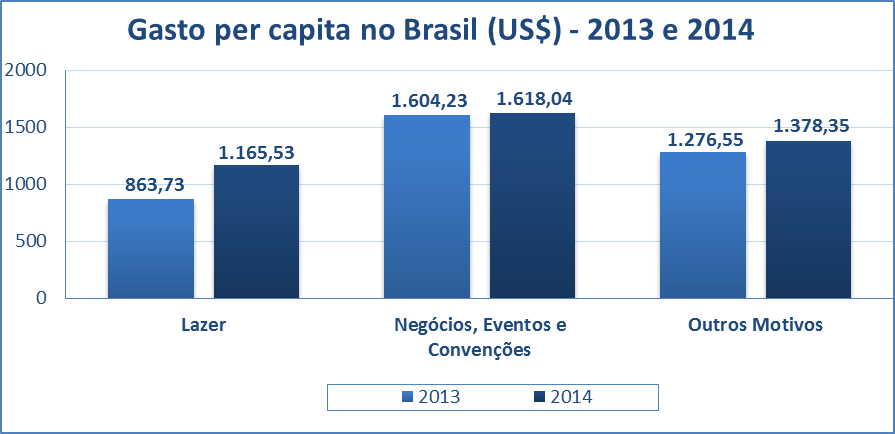 Gasto per capita no Brasil (US$) - 2013 e 2014
2000
1500
1000
500
0
863,73
1.165,53
1.604,23
1.618,04
1.276,55
1.378,35
Lazer
Negócios, Eventos e
Convenções
Outros Motivos
2013
2014